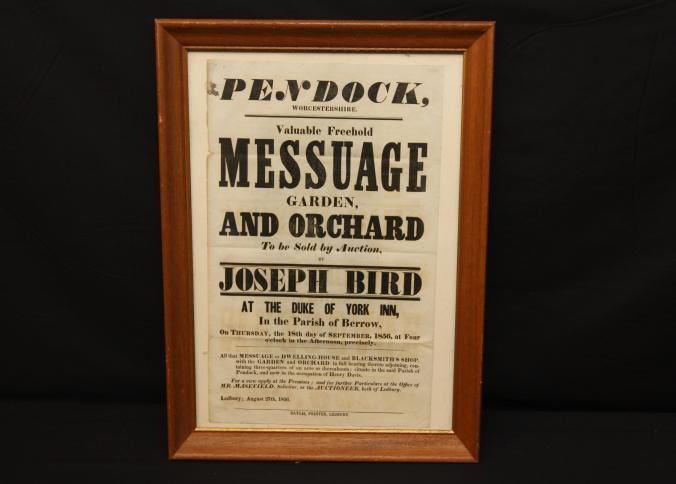 PENDOCK,
WORCESTERSHIRE.
Valuable Freehold
MESSUAGE
GARDEN,
AND ORCHARD
To be Sold by Auction,
BY
JOSEPH BIRD
AT THE DUKE OF YORK INN,
In the Parish of Berrow,
On THURSDAY, the 18th day of SEPTEMBER, 1856, at Four
o'clock in the Afternoon, precisely.
All that MESSUAGE or DWELLING-HOUSE and BLACKSMITH'S SHOP,
with the GARDEN and ORCHARD in full bearing thereto adjoining, con-
taining three-quarters of an acre or thereabouts; situate in the said Parish of
Pendock, and now in the occupation of Henry Davis.
For a view apply at the Premises; and for further Particulars at the Office of
MR. MASEFIELD, Solicitor, or the AUCTIONEER, both of Ledbury.
Ledbury; August 27th, 1856.
PRINTER, LEDBURY.